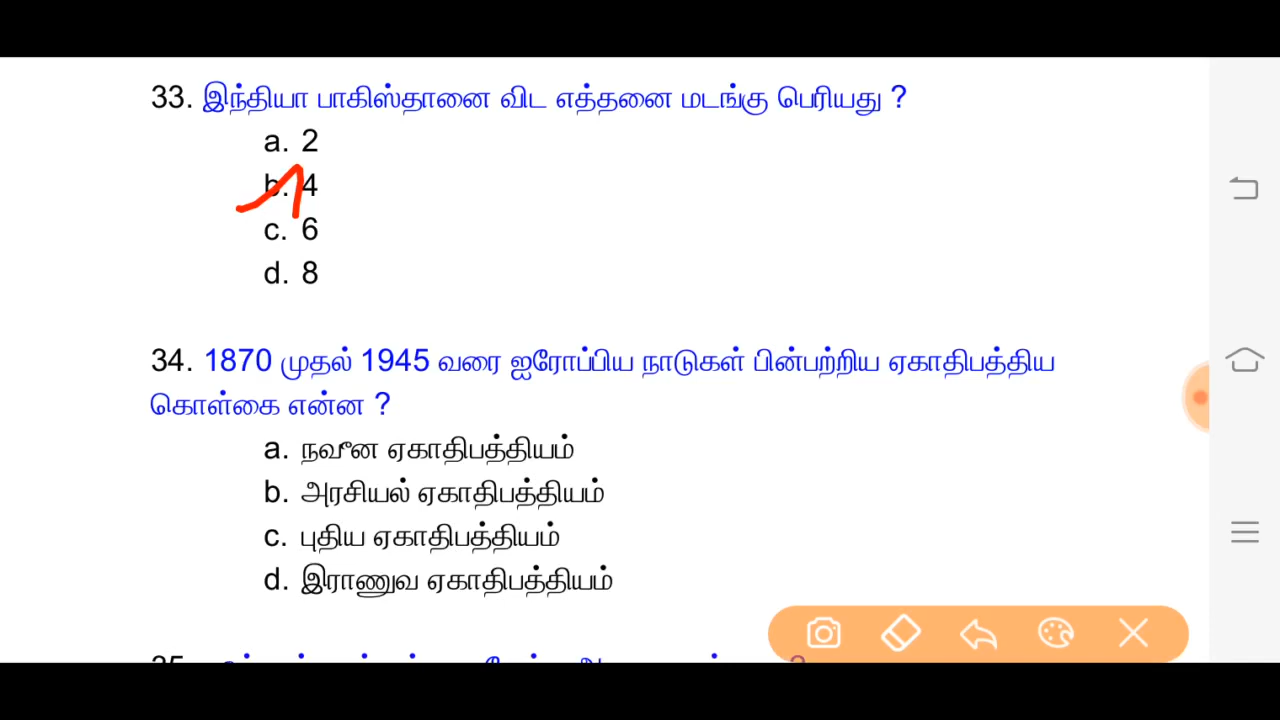 33. இந்தியா பாகிஸ்தானை விட எத்தனை மடங்கு பெரியது ?
a. 2
b. 4
c. 6
d. 8
34. 1870 முதல் 1945 வரை ஐரோப்பிய நாடுகள் பின்பற்றிய ஏகாதிபத்திய
கொள்கை என்ன ?
a. நவீன ஏகாதிபத்தியம்
b. அரசியல் ஏகாதிபத்தியம்
c. புதிய ஏகாதிபத்தியம்
d. இராணுவ ஏகாதிபத்தியம்
35.